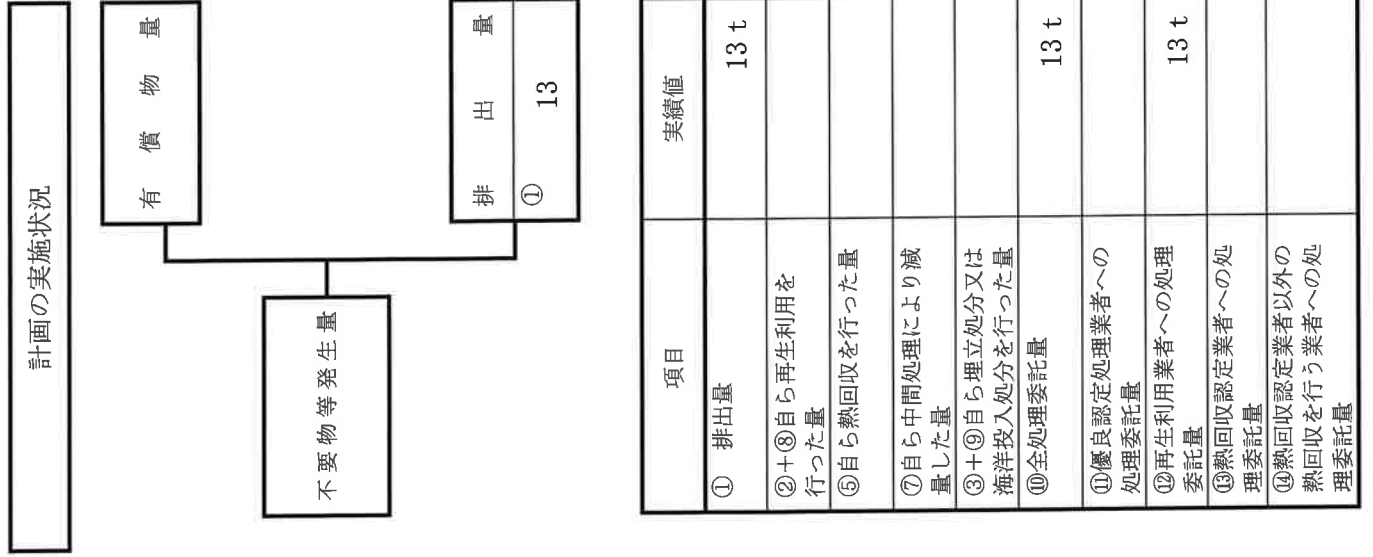 計画の実施状況
有償物量
不要物等発生量
排出量
①
13
項目
実績値
① 排出量
13 t
②+⑧自ら再生利用を
行った量
⑤自ら熱回収を行った量
⑦自ら中間処理により減
量した量
③+⑨自ら埋立処分又は
海洋投入処分を行った量
⑩全処理委託量
13 t
⑪優良認定処理業者への
処理委託量
⑫再生利用業者への処理
委託量
13 t
⑬熱回収認定業者への処
理委託量
⑭熱回収認定業者以外の
熱回収を行う業者への処
理委託量